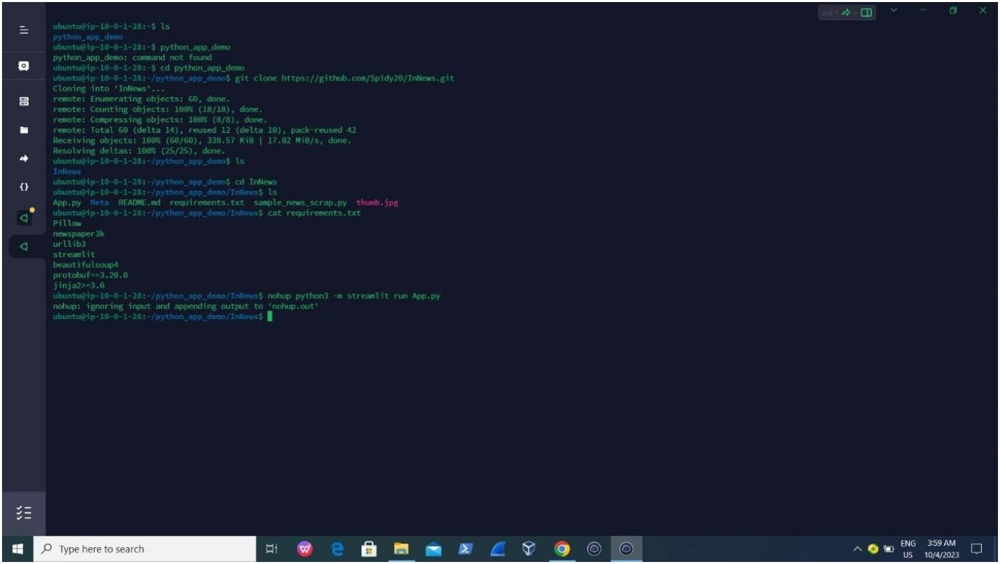 ubuntu@ip-10-0-1-28:~$ ls
python_app_demo
ubuntu@ip-10-0-1-28:~$ python_app_demo
python_app_demo: command not found
ubuntu@ip-10-0-1-28:~$ cd python_app_demo
ubuntu@ip-10-0-1-28:~/python_app_demo$ git clone https://github.com/Spidy20/InNews.git
Cloning into 'InNews'...
remote: Enumerating objects: 60, done.
remote: Counting objects: 100% (18/18), done.
remote: Compressing objects: 100% (8/8), done.
remote: Total 60 (delta 14), reused 12 (delta 10), pack-reused 42
Receiving objects: 100% (60/60), 338.57 KiB | 17.82 MiB/s, done.
Resolving deltas: 100% (25/25), done.
ubuntu@ip-10-0-1-28:~/python_app_demo$ ls
InNews
ubuntu@ip-10-0-1-28:~/python_app_demo$ cd InNews
ubuntu@ip-10-0-1-28:~/python_app_demo/InNews$ ls
App.py Meta README.md requirements.txt sample_news_scrap.py thumb.jpg
ubuntu@ip-10-0-1-28:~/python_app_demo/InNews$ cat requirements.txt
Pillow
newspaper3k
urllib3
streamlit
beautifulsoup4
protobuf==3.20.0
jinja2>=3.0
ubuntu@ip-10-0-1-28:~/python_app_demo/InNews$ nohup python3 -m streamlit run App.py
nohup: ignoring input and appending output to 'nohup.out'
ubuntu@ip-10-0-1-28:~/python_app_demo/InNews$
Type here to search
ENG
US
3:59 AM
10/4/2023